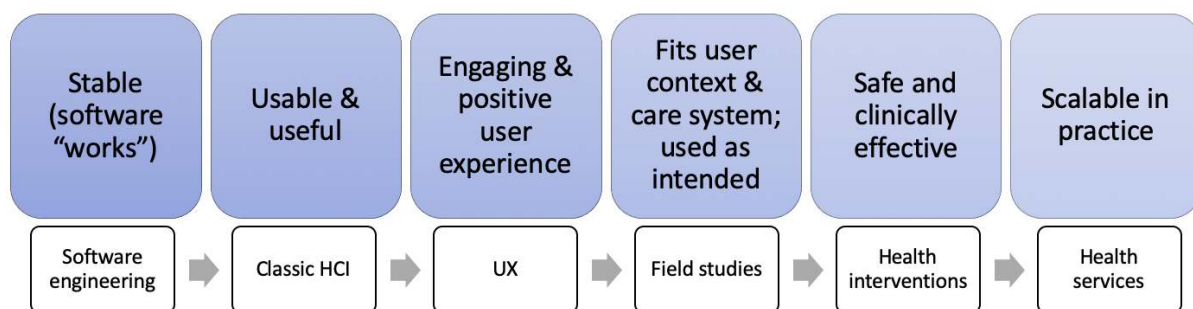 Stable
(software
“works”)
Usable &
useful
Engaging &
positive
user
experience
Fits user
context &
care system;
used as
intended
Safe and
clinically
effective
Scalable in
practice
Software
engineering
Classic HCI
UX
Field studies
Health
interventions
Health
services